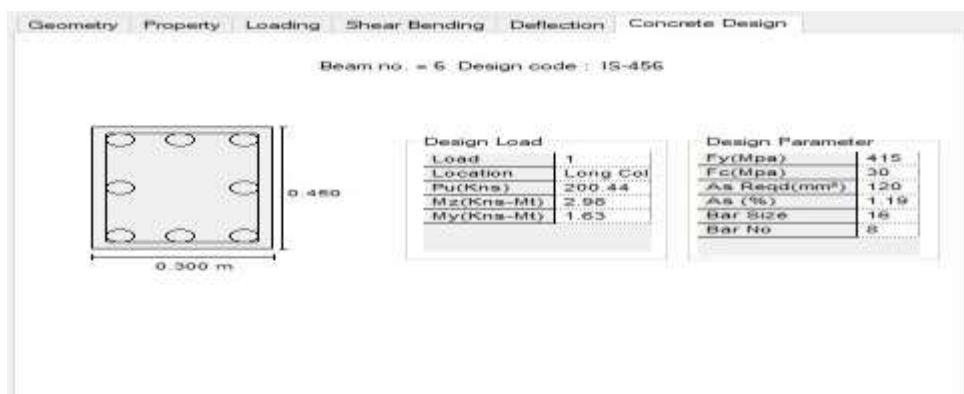 Geometry Property Loading Shear Bending Deflection Concrete Design
Beam no. = 6 Design code : IS-456
0.450
0.300 m
Design Load
Load 1
Location Long Col
Pu(Kns) 200.44
Mz(Kns-Mt) 2.98
My(Kns-Mt) 1.63
Design Parameter
Fy(Mpa) 415
Fc(Mpa) 30
As Reqd(mm²) 120
As (%) 1.19
Bar Size 16
Bar No 8